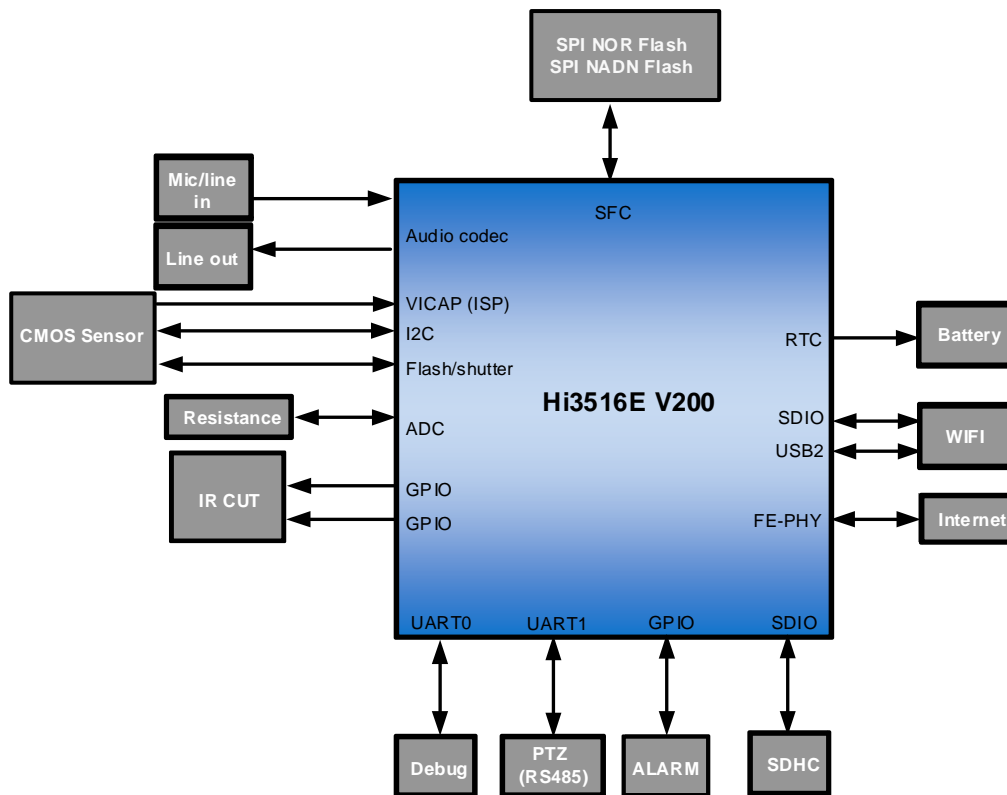 SPI NOR Flash
SPI NADN Flash
SFC
Mic/line
in
Audio codec
Line out
VICAP (ISP)
CMOS Sensor
I2C
Flash/shutter
RTC
Battery
Hi3516E V200
Resistance
ADC
SDIO
USB2
WIFI
IR CUT
GPIO
GPIO
FE-PHY
Internet
UART0
UART1
GPIO
SDIO
Debug
PTZ
(RS485)
ALARM
SDHC